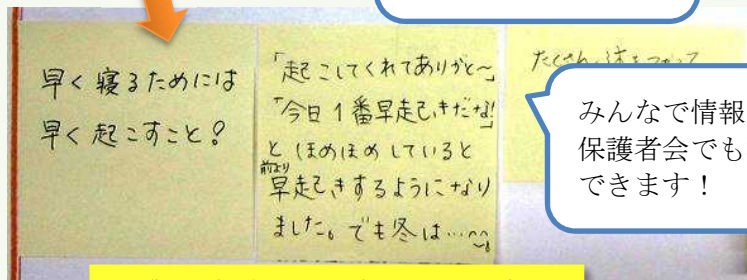 早く寝るためには
早く起こすこと？
「起こしてくれてありがと〜」
「今日1番早起きだな!」
とほめほめしていると
前より
早起きするようになり
ました。でも冬は…
たくさん
みんなで情報
保護者会でも
できます！